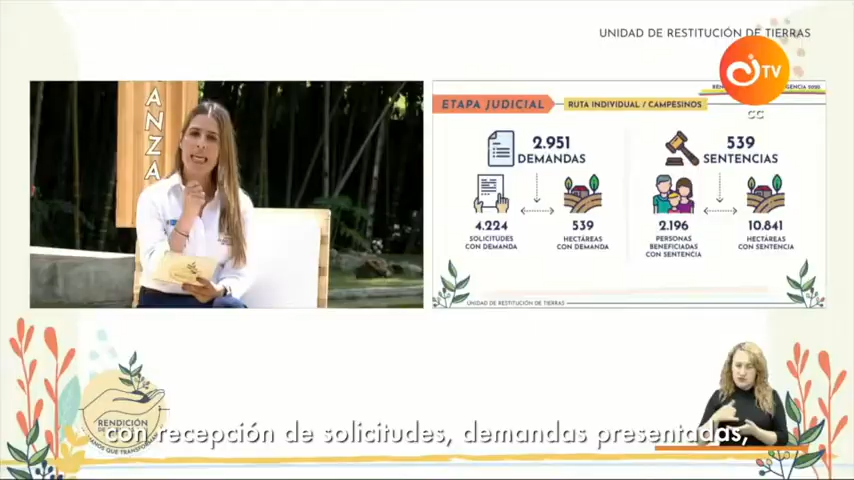 UNIDAD DE RESTITUCIÓN DE TIERRAS
TV
CC
ANZA
ETAPA JUDICIAL
RUTA INDIVIDUAL / CAMPESINOS
2.951
DEMANDAS
539
SENTENCIAS
4.224
SOLICITUDES
CON DEMANDA
539
HECTÁREAS
CON DEMANDA
2.196
PERSONAS
BENEFICIADAS
CON SENTENCIA
10.841
HECTÁREAS
CON SENTENCIA
UNIDAD DE RESTITUCIÓN DE TIERRAS
RENDICIÓN
con recepción de solicitudes, demandas presentadas,